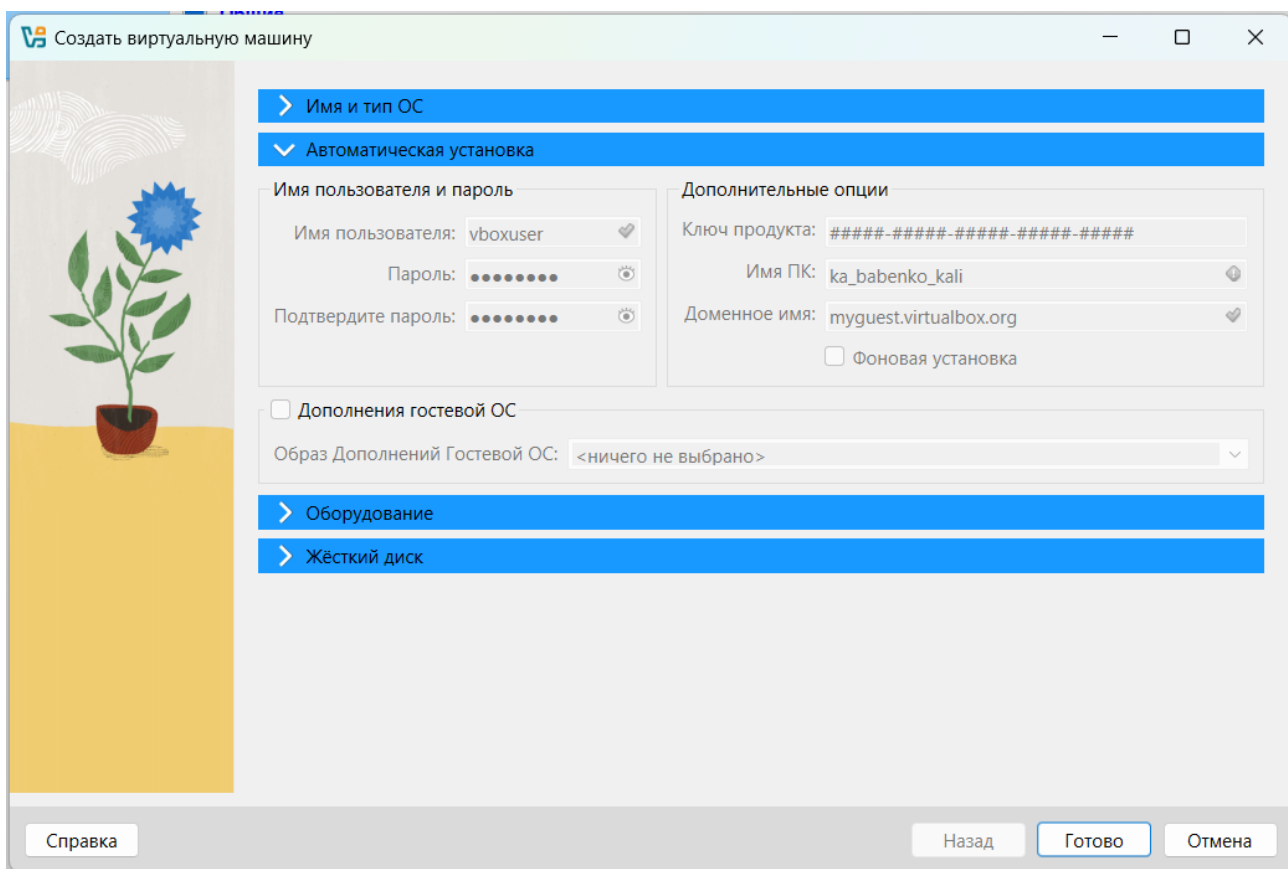 Общие
Создать виртуальную машину
Имя и тип ОС
Автоматическая установка
Имя пользователя и пароль
Имя пользователя: vboxuser
Пароль: ●●●●●●●●
Подтвердите пароль: ●●●●●●●●
Дополнительные опции
Ключ продукта: #####-#####-#####-#####-#####
Имя ПК: ka_babenko_kali
Доменное имя: myguest.virtualbox.org
Фоновая установка
Дополнения гостевой ОС
Образ Дополнений Гостевой ОС: <ничего не выбрано>
Оборудование
Жёсткий диск
Справка
Назад
Готово
Отмена